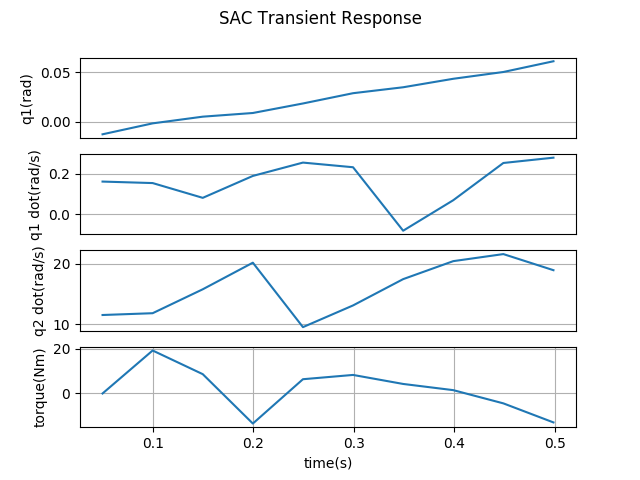 SAC Transient Response
q1(rad)
0.05
0.00
q1 dot(rad/s)
0.2
0.0
q2 dot(rad/s)
20
10
torque(Nm)
20
0
0.1 0.2 0.3 0.4 0.5
time(s)